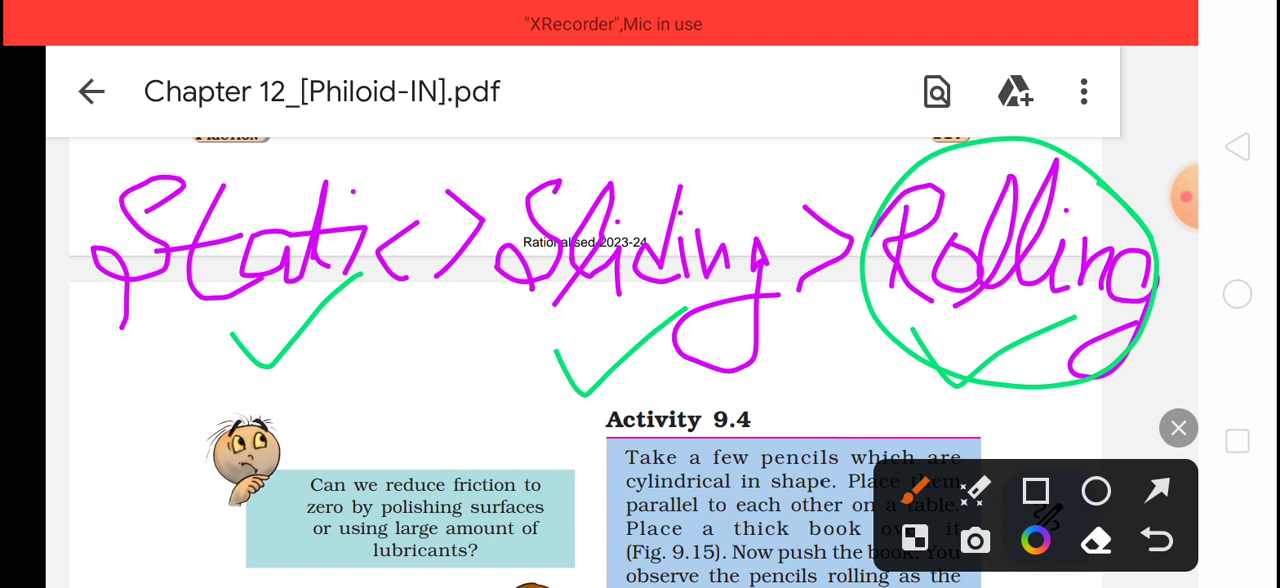 "XRecorder",Mic in use
Chapter 12_[Philoid-IN].pdf
Static > Sliding > Rolling
Rationalised 2023-24
Activity 9.4
Can we reduce friction to
zero by polishing surfaces
or using large amount of
lubricants?
Take a few pencils which are
cylindrical in shape. Place them
parallel to each other on a table.
Place a thick book over it
(Fig. 9.15). Now push the book. You
observe the pencils rolling as the